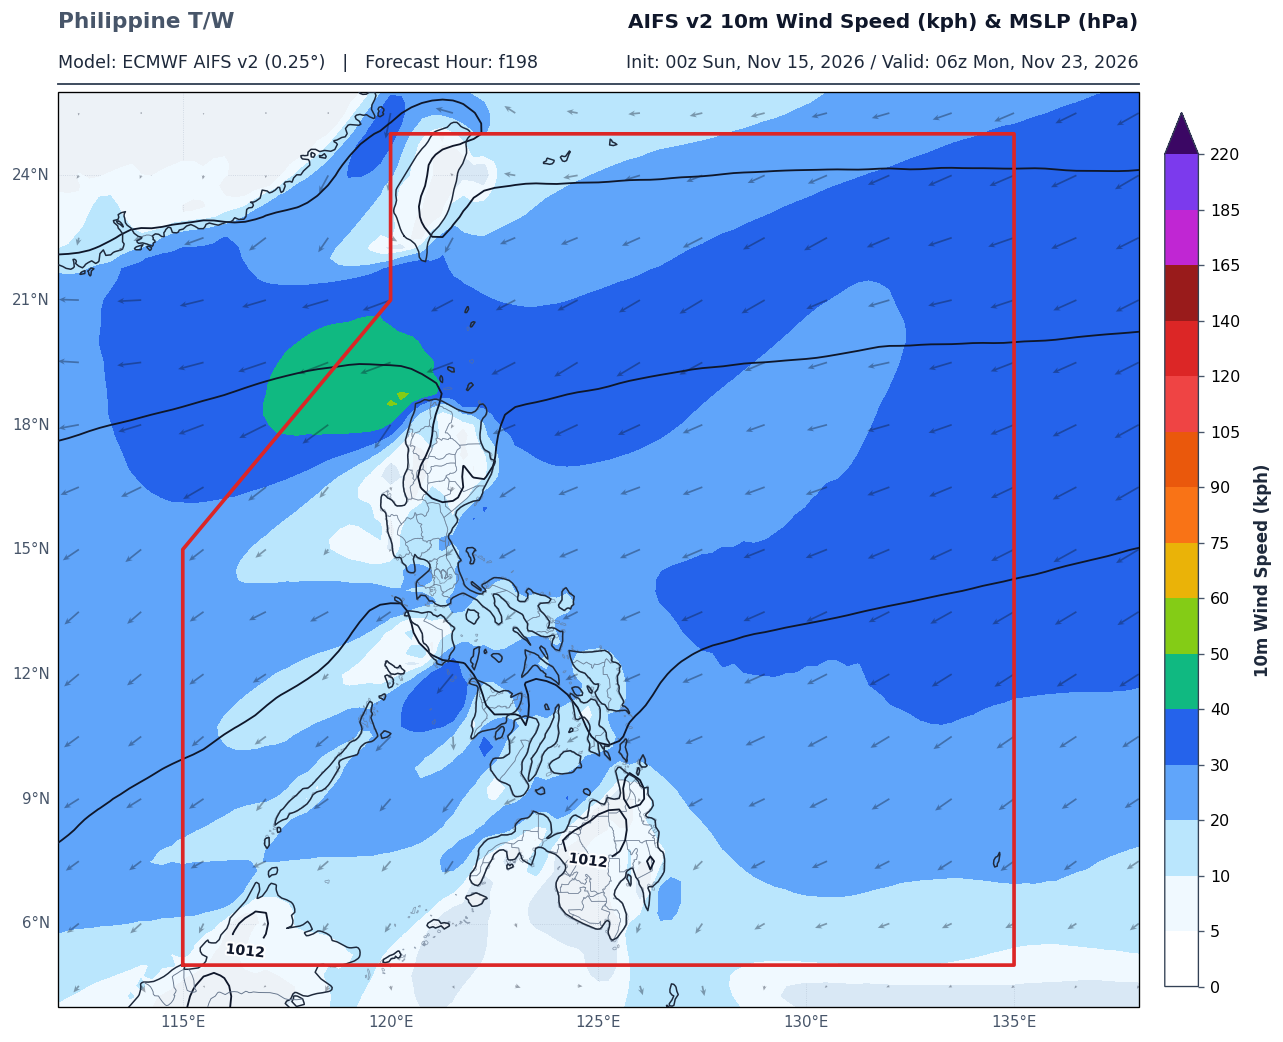 Philippine T/W
AIFS v2 10m Wind Speed (kph) & MSLP (hPa)
Model: ECMWF AIFS v2 (0.25°)   |   Forecast Hour: f198
Init: 00z Sun, Nov 15, 2026 / Valid: 06z Mon, Nov 23, 2026
24°N
21°N
18°N
15°N
12°N
9°N
6°N
1012
1012
115°E
120°E
125°E
130°E
135°E
220
185
165
140
120
105
90
75
60
50
40
30
20
10
5
0
10m Wind Speed (kph)